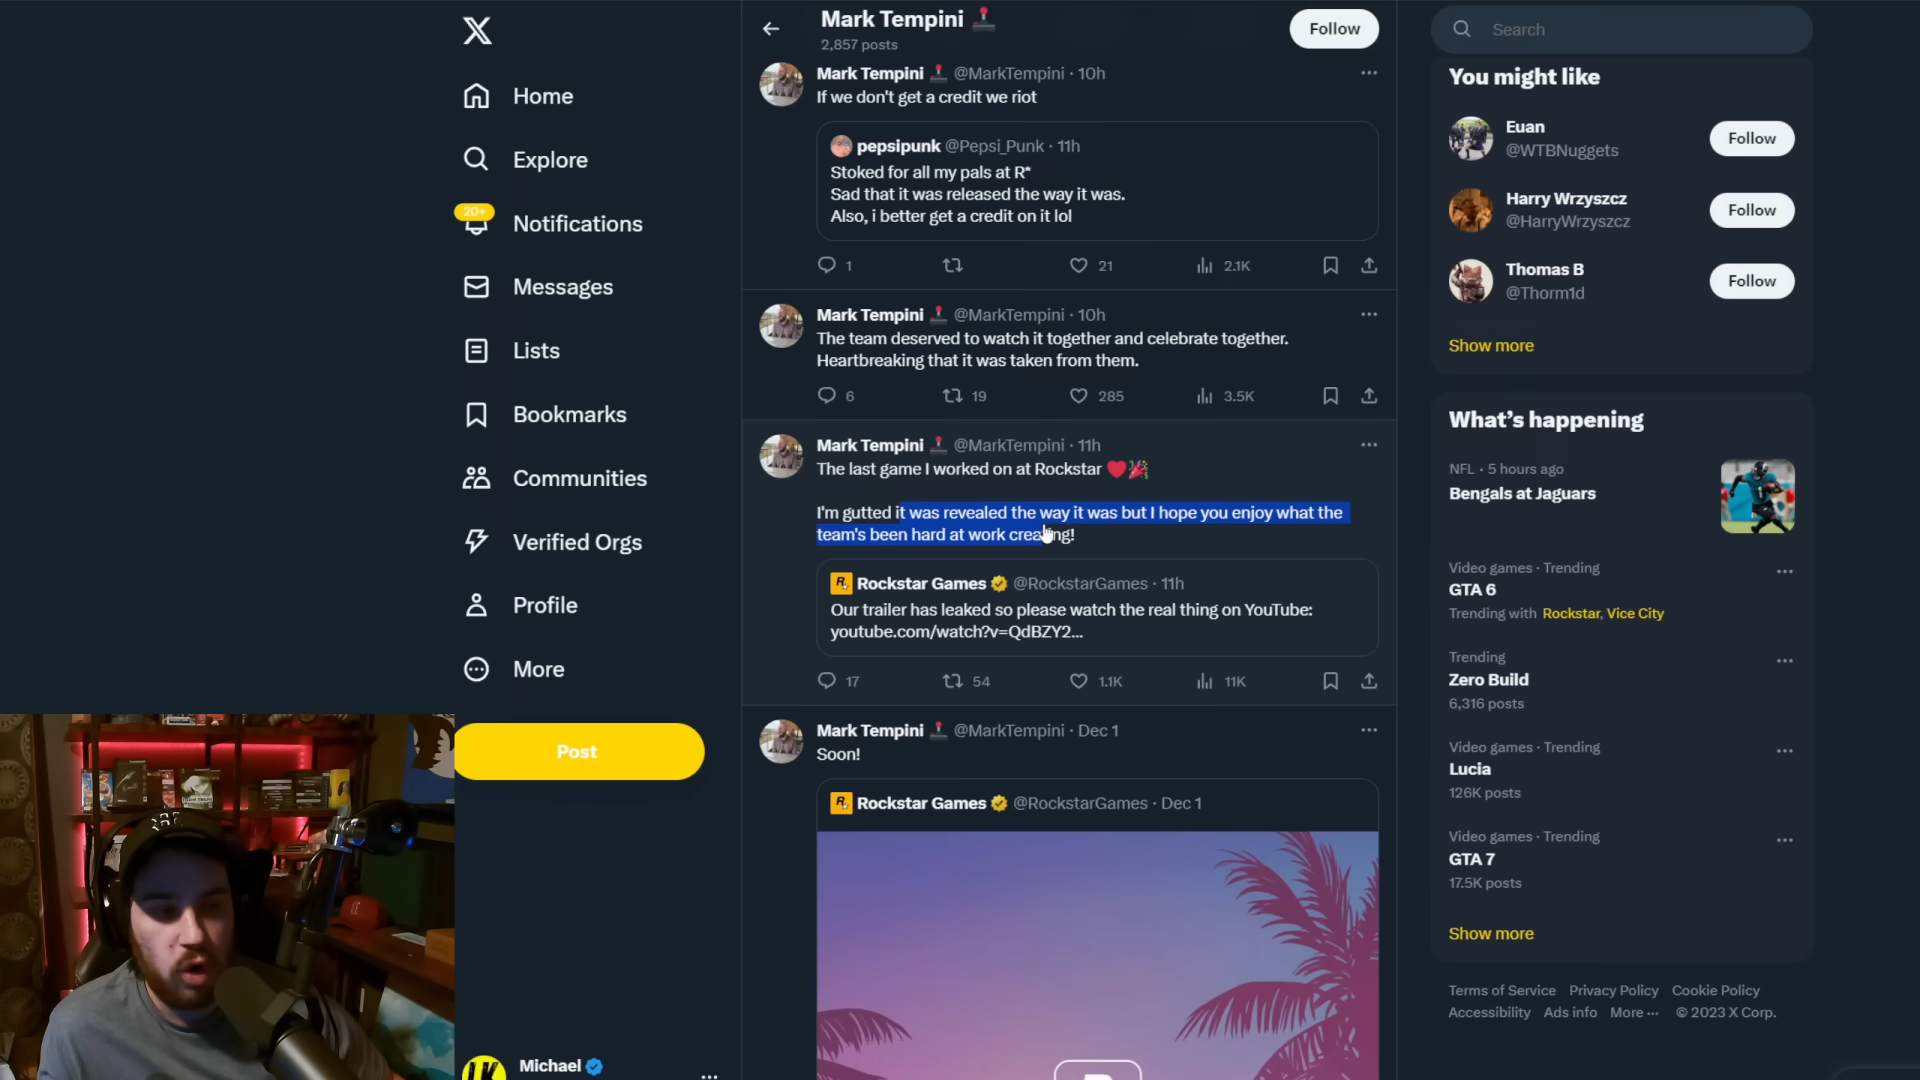 X
Home
Explore
20+
Notifications
Messages
Lists
Bookmarks
Communities
Verified Orgs
Profile
More
Post
Michael
Mark Tempini
2,857 posts
Follow
Mark Tempini @MarkTempini · 10h
If we don't get a credit we riot
pepsipunk @Pepsi_Punk · 11h
Stoked for all my pals at R*
Sad that it was released the way it was.
Also, i better get a credit on it lol
1 21 2.1K
Mark Tempini @MarkTempini · 10h
The team deserved to watch it together and celebrate together.
Heartbreaking that it was taken from them.
6 19 285 3.5K
Mark Tempini @MarkTempini · 11h
The last game I worked on at Rockstar ❤️🎉
I'm gutted it was revealed the way it was but I hope you enjoy what the
team's been hard at work creating!
Rockstar Games @RockstarGames · 11h
Our trailer has leaked so please watch the real thing on YouTube:
youtube.com/watch?v=QdBZY2...
17 54 1.1K 11K
Mark Tempini @MarkTempini · Dec 1
Soon!
Rockstar Games @RockstarGames · Dec 1
Search
You might like
Euan
@WTBNuggets
Follow
Harry Wrzyszcz
@HarryWrzyszcz
Follow
Thomas B
@Thorm1d
Follow
Show more
What's happening
NFL · 5 hours ago
Bengals at Jaguars
Video games · Trending
GTA 6
Trending with Rockstar, Vice City
Trending
Zero Build
6,316 posts
Video games · Trending
Lucia
126K posts
Video games · Trending
GTA 7
17.5K posts
Show more
Terms of Service Privacy Policy Cookie Policy
Accessibility Ads info More ··· © 2023 X Corp.